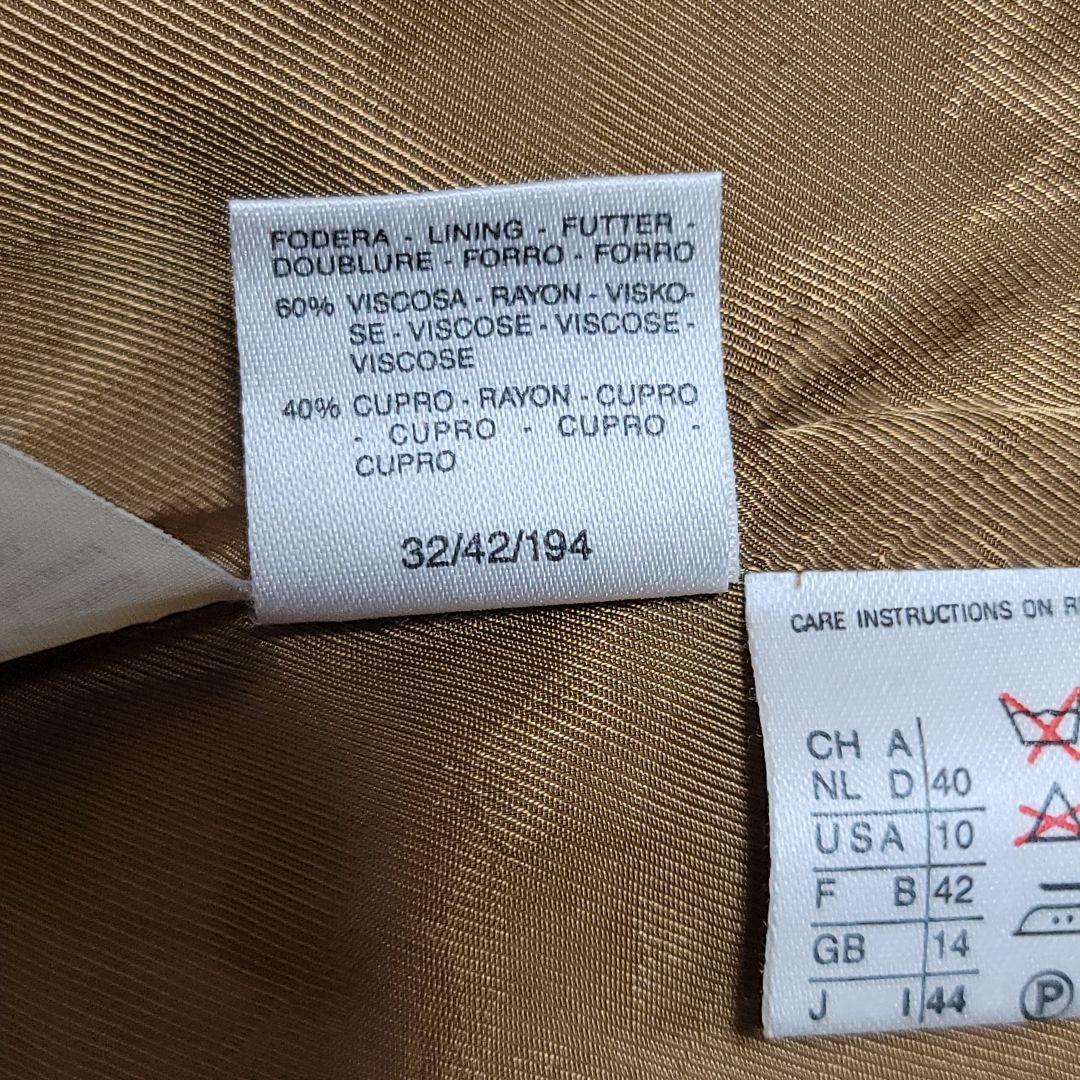 FODERA - LINING - FUTTER -
DOUBLURE - FORRO - FORRO
60% VISCOSA - RAYON - VISKO-
SE - VISCOSE - VISCOSE -
VISCOSE
40% CUPRO - RAYON - CUPRO
- CUPRO - CUPRO -
CUPRO
32/42/194
CARE INSTRUCTIONS ON
CH A
NL D 40
USA 10
F B 42
GB 14
J I 44
P